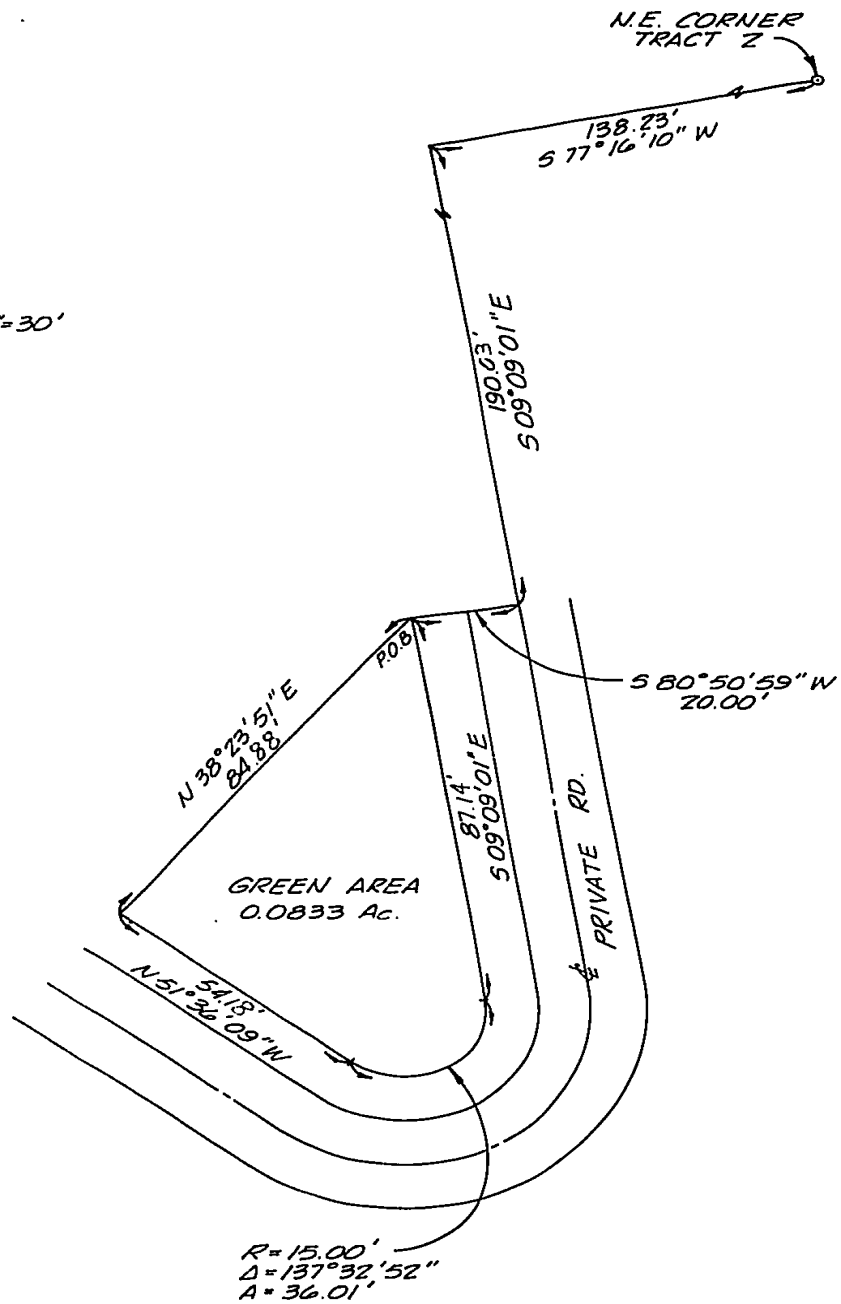 N.E. CORNER
TRACT 2
138.23'
S 77°16'10" W
"=30'
190.03'
S 09°09'01" E
P.O.B
S 80°50'59" W
20.00'
N 38°23'51" E
84.88'
87.14'
S 09°09'01" E
PRIVATE RD.
GREEN AREA
0.0833 Ac.
54.18'
N 51°36'09" W
R=15.00'
Δ=137°32'52"
A=36.01'